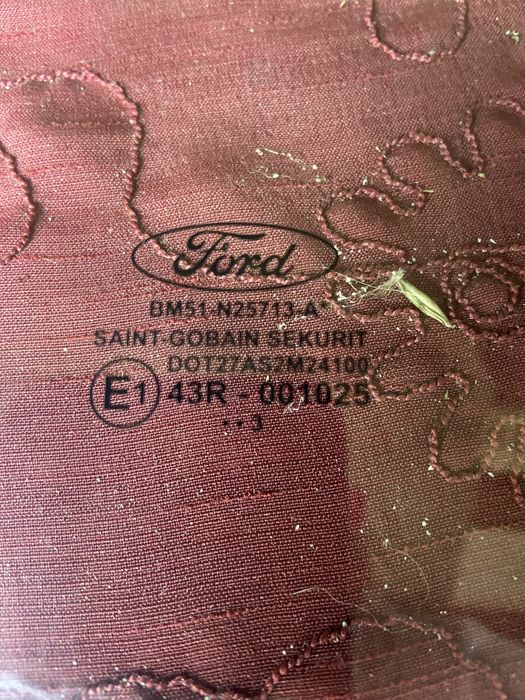 Ford
BM51-N25713-A*
SAINT-GOBAIN SEKURIT
DOT27AS2M24100
E1 43R - 001025
• • 3